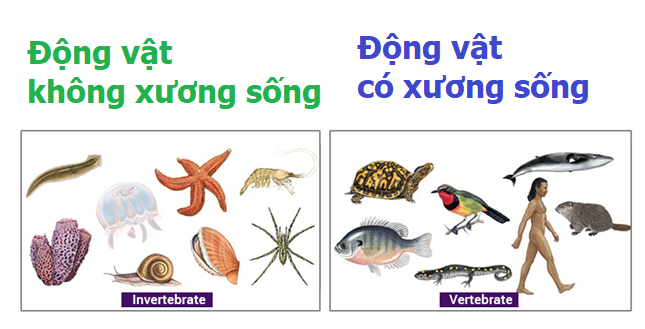 Động vật
không xương sống
Động vật
có xương sống
Invertebrate
Vertebrate